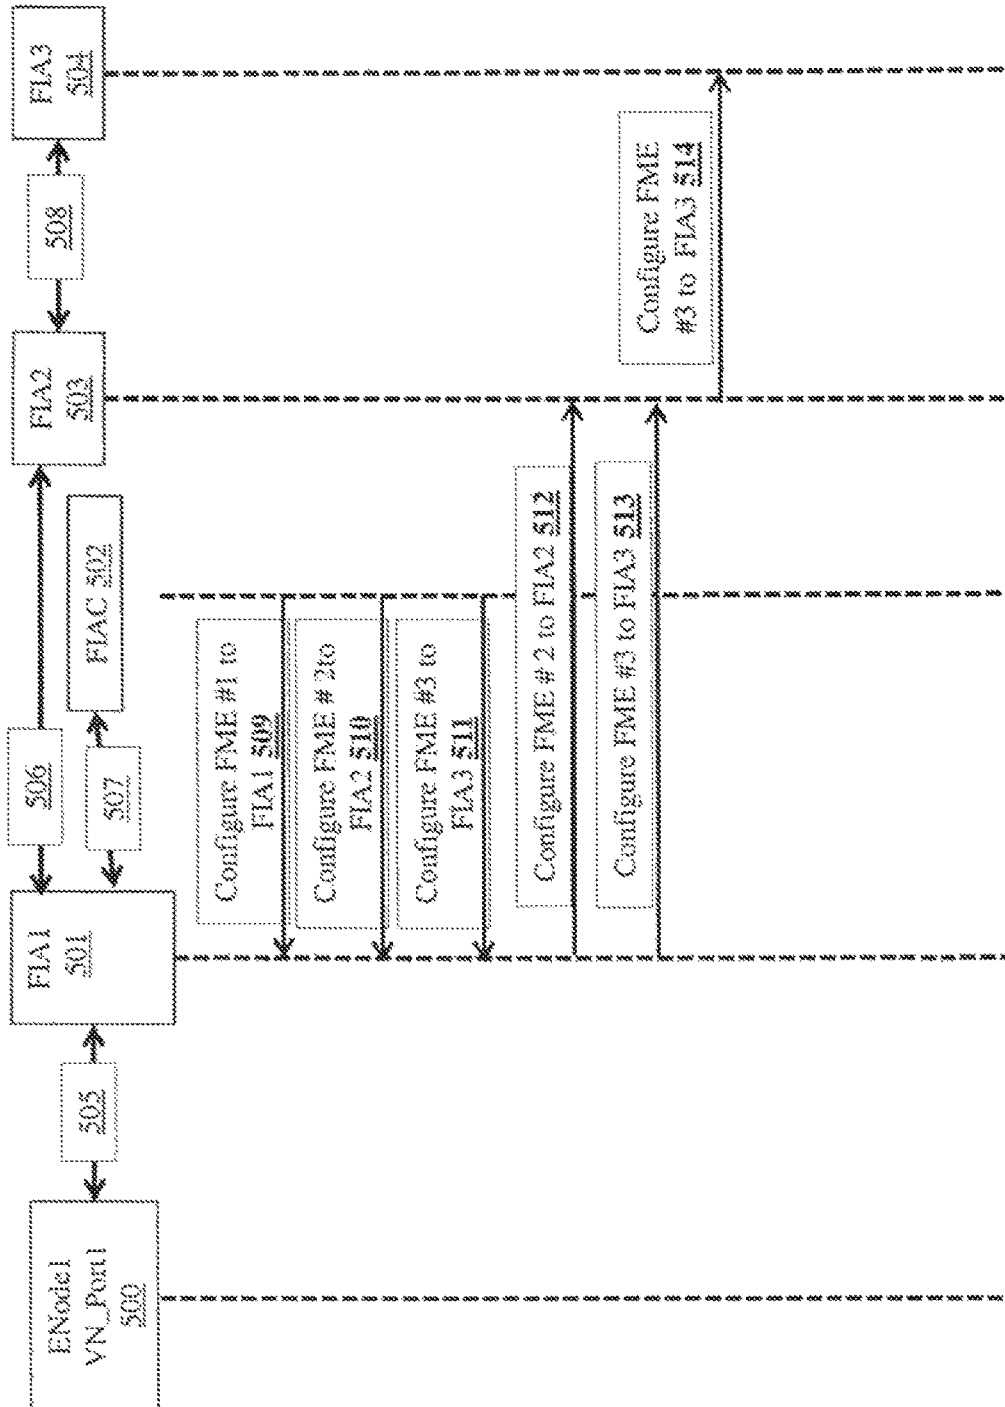 ENode1
VN_Port1
500
505
FIA1
501
506
507
FIAC 502
FIA2
503
508
FIA3
504
Configure FME #1 to
FIA1 509
Configure FME # 2to
FIA2 510
Configure FME #3 to
FIA3 511
Configure FME # 2 to FIA2 512
Configure FME #3 to FIA3 513
Configure FME
#3 to FIA3 514